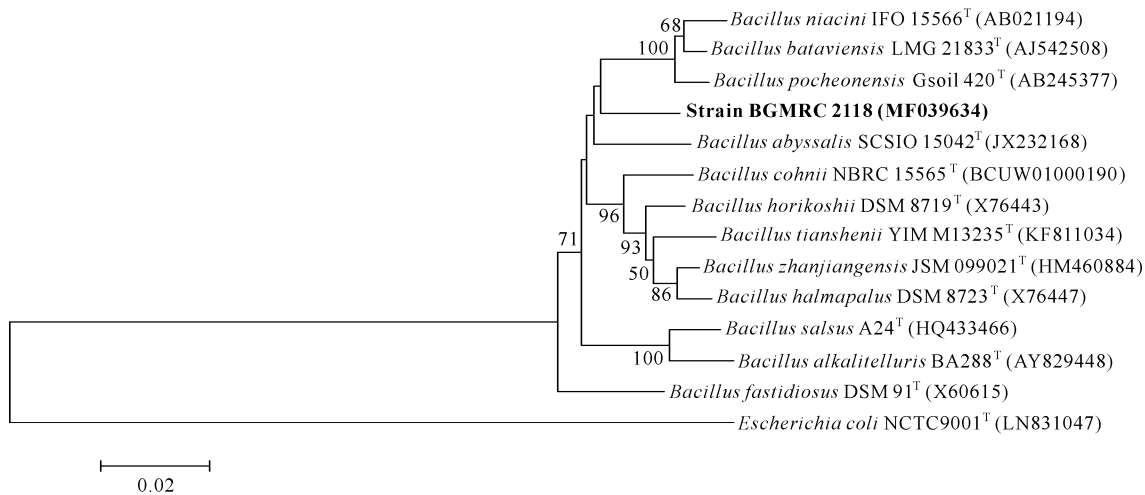 68
Bacillus niacini IFO 15566T (AB021194)
100
Bacillus bataviensis LMG 21833T (AJ542508)
Bacillus pocheonensis Gsoil 420T (AB245377)
Strain BGMRC 2118 (MF039634)
Bacillus abyssalis SCSIO 15042T (JX232168)
Bacillus cohnii NBRC 15565T (BCUW01000190)
96
Bacillus horikoshii DSM 8719T (X76443)
71
93
Bacillus tianshenii YIM M13235T (KF811034)
50
Bacillus zhanjiangensis JSM 099021T (HM460884)
86
Bacillus halmapalus DSM 8723T (X76447)
Bacillus salsus A24T (HQ433466)
100
Bacillus alkalitelluris BA288T (AY829448)
Bacillus fastidiosus DSM 91T (X60615)
Escherichia coli NCTC9001T (LN831047)
0.02